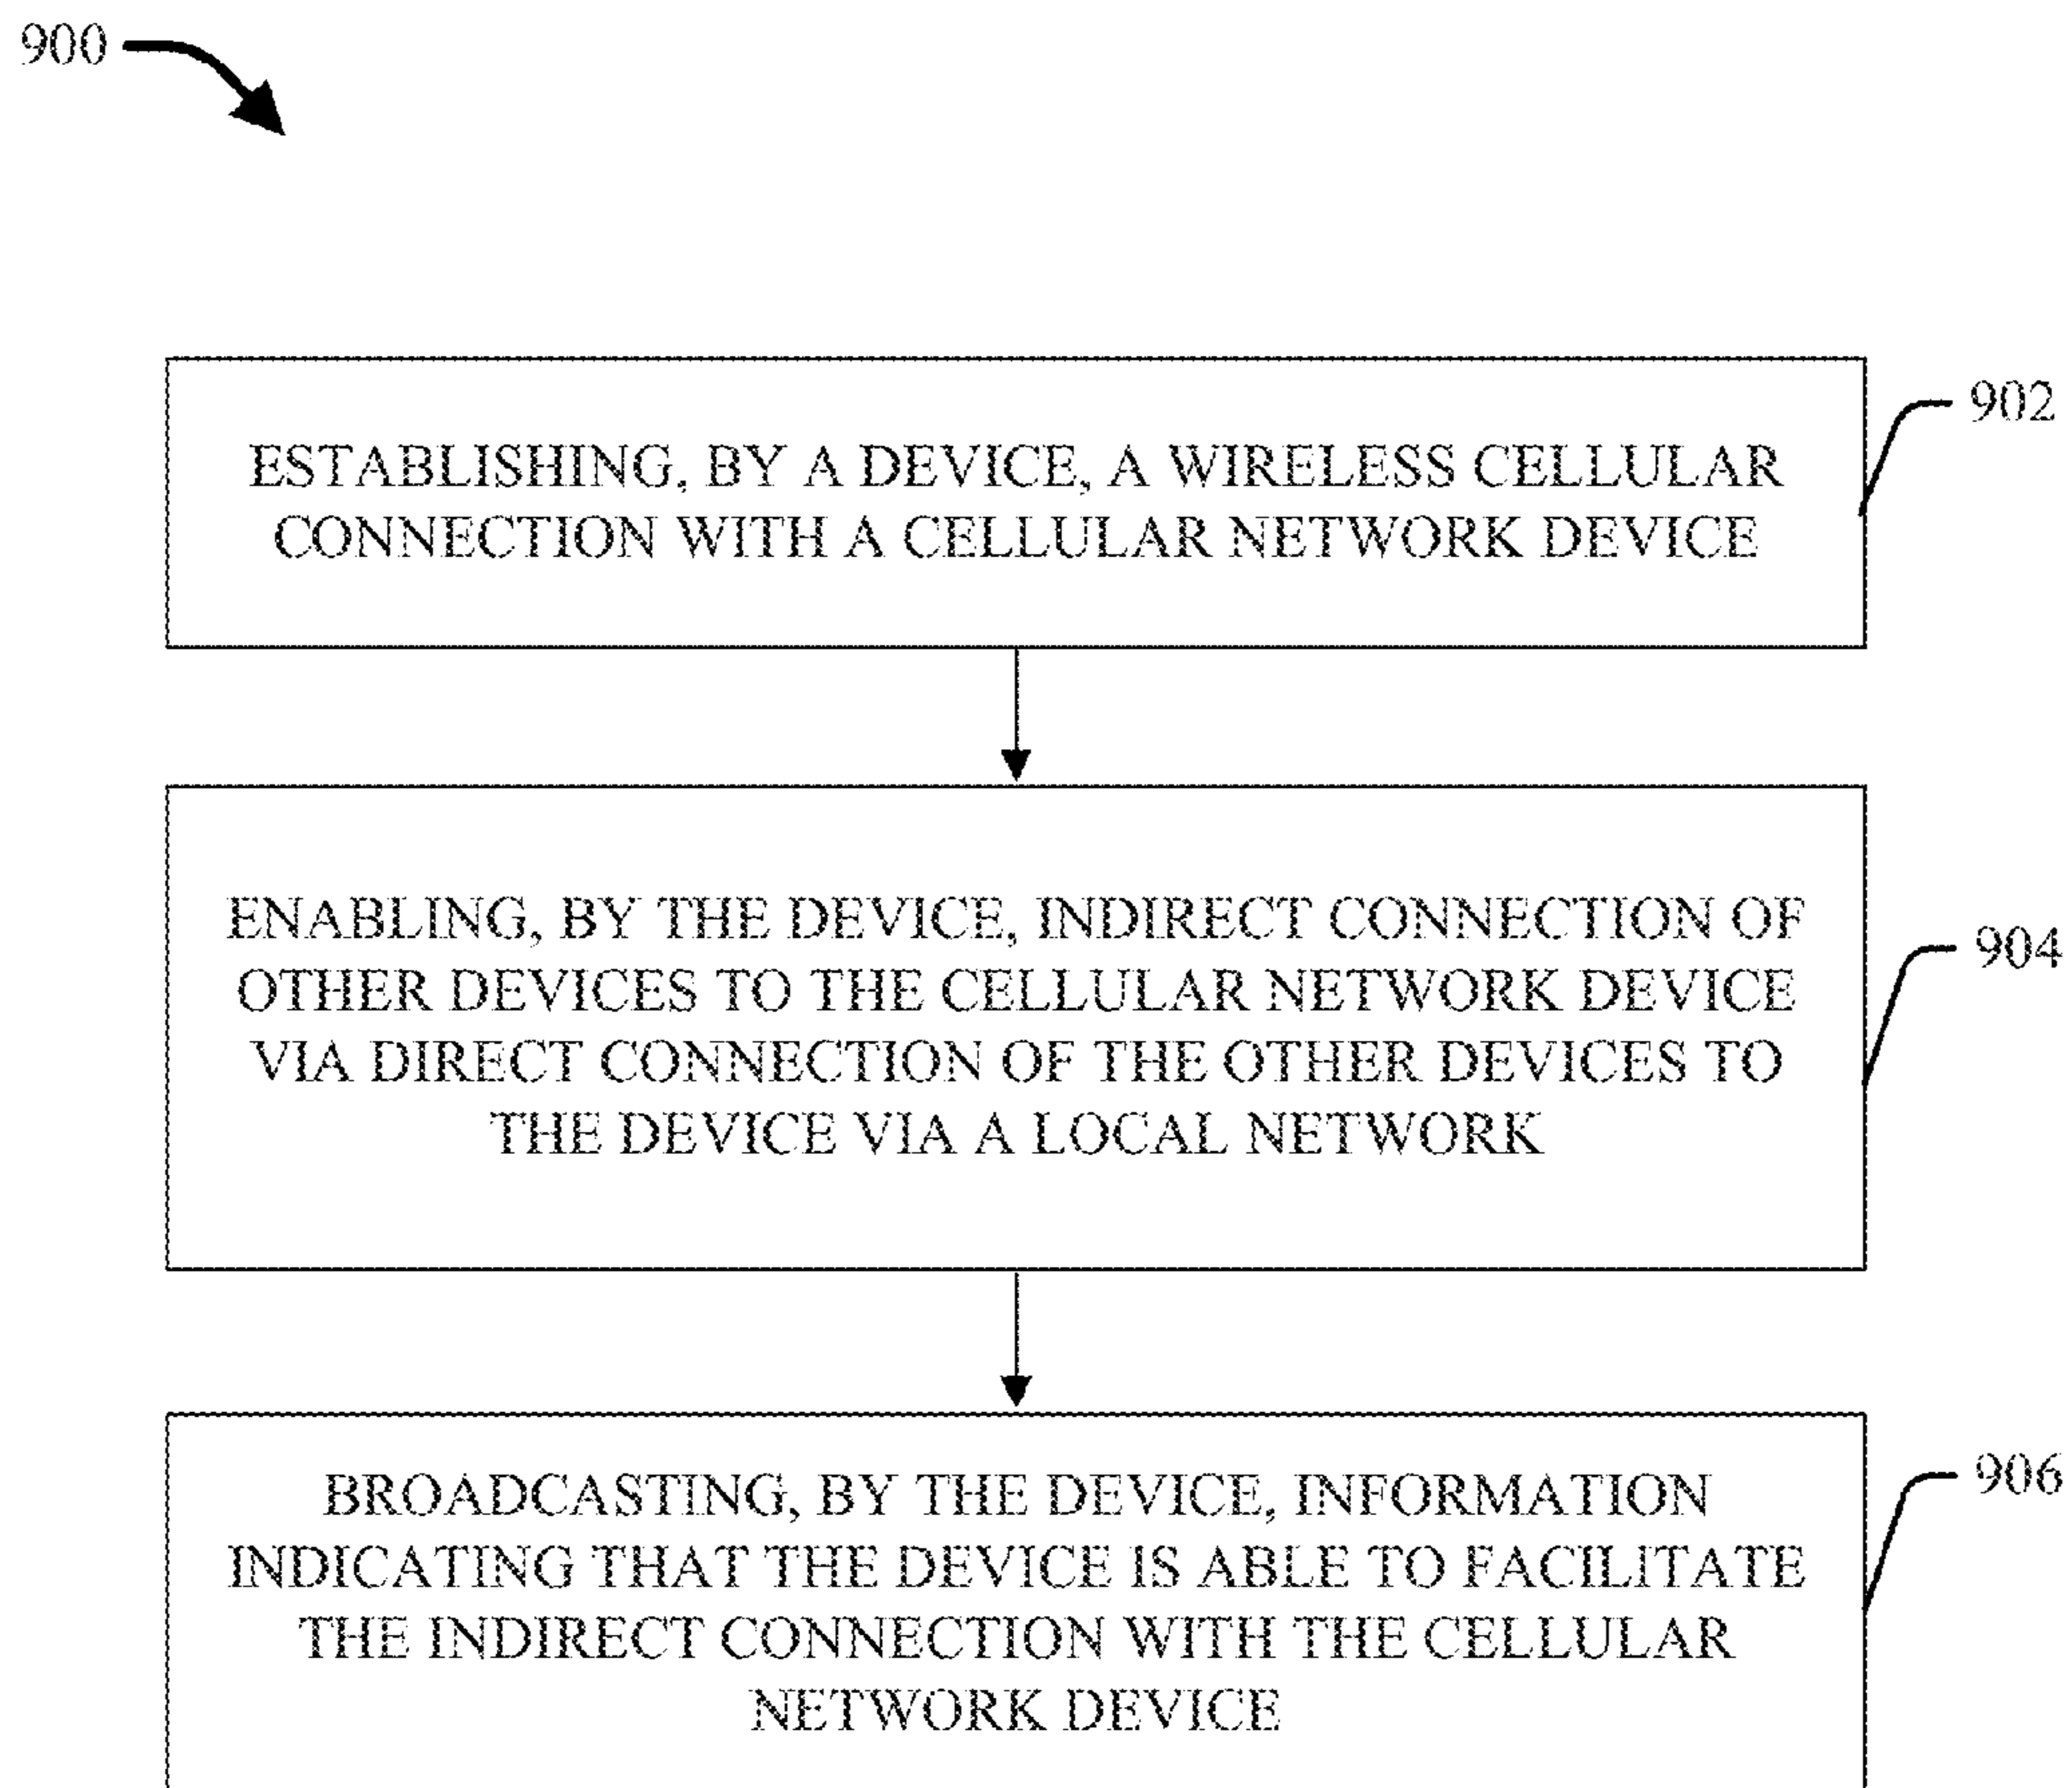 900
902
ESTABLISHING, BY A DEVICE, A WIRELESS CELLULAR
CONNECTION WITH A CELLULAR NETWORK DEVICE
ENABLING, BY THE DEVICE, INDIRECT CONNECTION OF
OTHER DEVICES TO THE CELLULAR NETWORK DEVICE
VIA DIRECT CONNECTION OF THE OTHER DEVICES TO
THE DEVICE VIA A LOCAL NETWORK
904
BROADCASTING, BY THE DEVICE, INFORMATION
INDICATING THAT THE DEVICE IS ABLE TO FACILITATE
THE INDIRECT CONNECTION WITH THE CELLULAR
NETWORK DEVICE
906